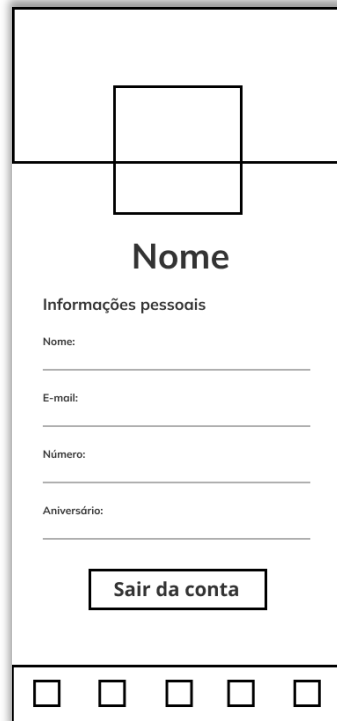 Nome
Informações pessoais
Nome:
E-mail:
Número:
Aniversário:
Sair da conta